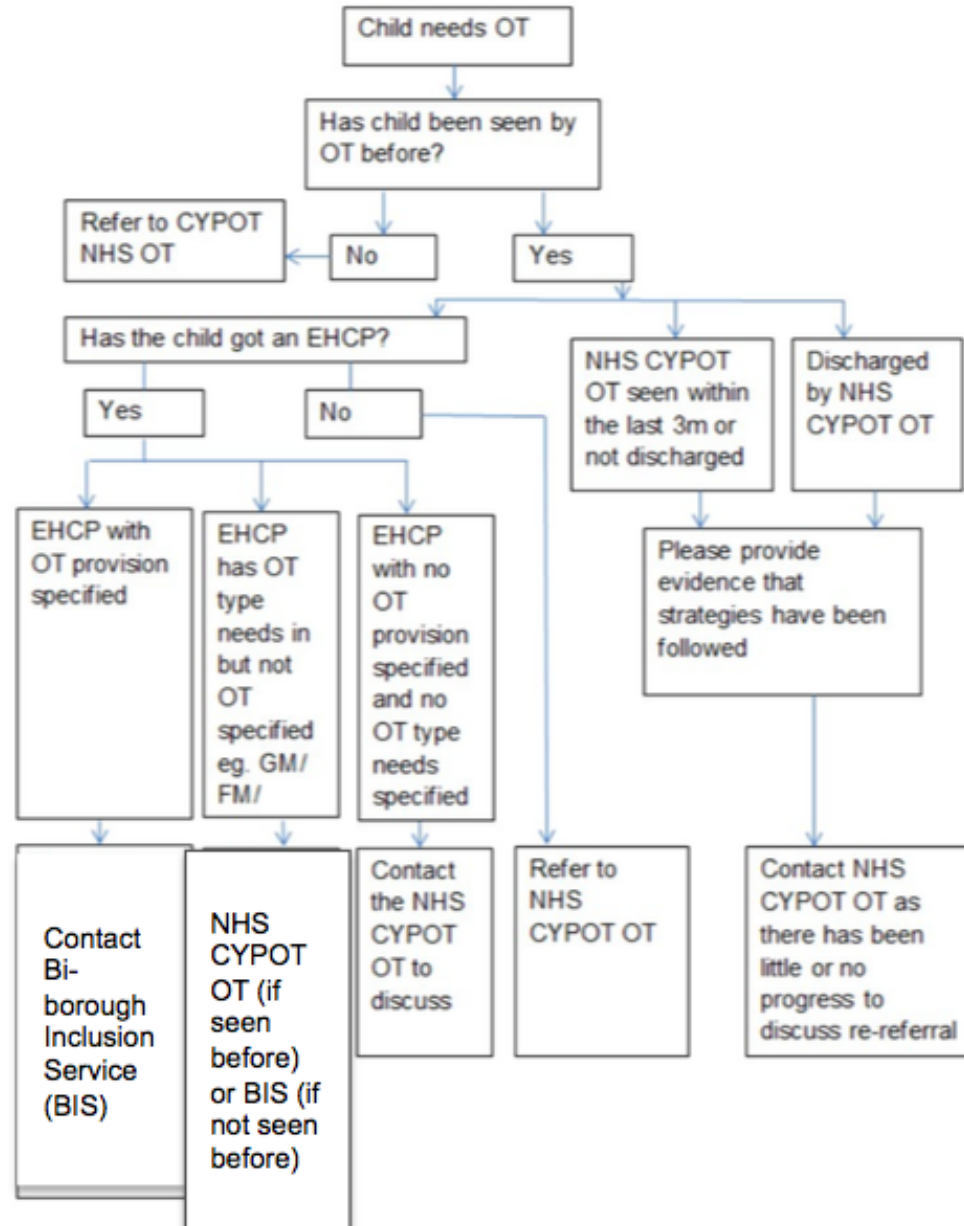 Child needs OT
Has child been seen by
OT before?
Refer to CYPOT
NHS OT
No
Yes
Has the child got an EHCP?
NHS CYPOT
OT seen within
the last 3m or
not discharged
Discharged
by NHS
CYPOT OT
Yes
No
EHCP with
OT provision
specified
EHCP
has OT
type
needs in
but not
OT
specified
eg. GM/
FM/
EHCP
with no
OT
provision
specified
and no
OT type
needs
specified
Please provide
evidence that
strategies have been
followed
Contact
Bi-
borough
Inclusion
Service
(BIS)
NHS
CYPOT
OT (if
seen
before)
or BIS (if
not seen
before)
Contact
the NHS
CYPOT
OT to
discuss
Refer to
NHS
CYPOT OT
Contact NHS
CYPOT OT as
there has been
little or no
progress to
discuss re-referral